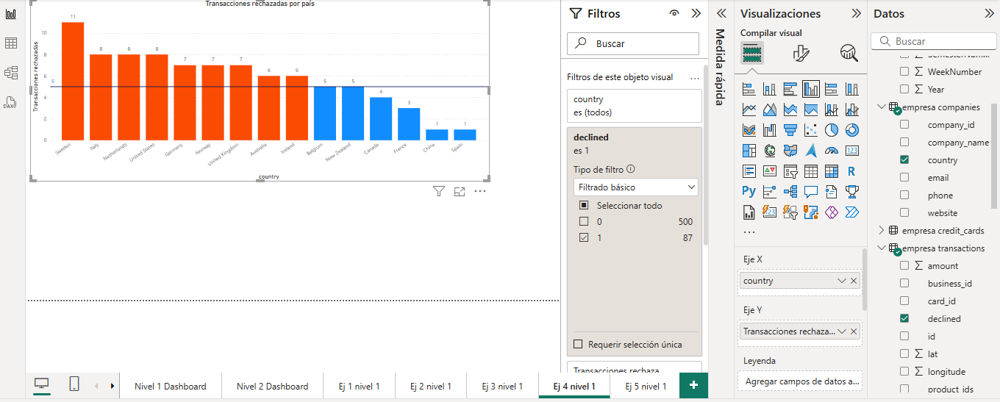 Transacciones rechazadas por país
Transacciones rechazadas
10
8
6
4
2
0
5
11
8
8
8
7
7
7
6
6
5
5
4
3
1
1
Sweden
Italy
Netherlands
United States
Germany
Norway
United Kingdom
Australia
Ireland
Belgium
New Zealand
Canada
France
China
Spain
country
DAX
Filtros
Buscar
Filtros de este objeto visual
country
es (todos)
declined
es 1
Tipo de filtro
Filtrado básico
Seleccionar todo
0 500
1 87
Requerir selección única
Transacciones rechaza...
Medida rápida
Visualizaciones
Compilar visual
123
R
Py
123
...
Eje X
country
Eje Y
Transacciones rechaza...
Leyenda
Agregar campos de datos a...
Datos
Buscar
WeekNumber
Year
empresa companies
company_id
company_name
country
email
phone
website
empresa credit_cards
empresa transactions
amount
business_id
card_id
declined
id
lat
longitude
product_ids
Nivel 1 Dashboard
Nivel 2 Dashboard
Ej 1 nivel 1
Ej 2 nivel 1
Ej 3 nivel 1
Ej 4 nivel 1
Ej 5 nivel 1
+